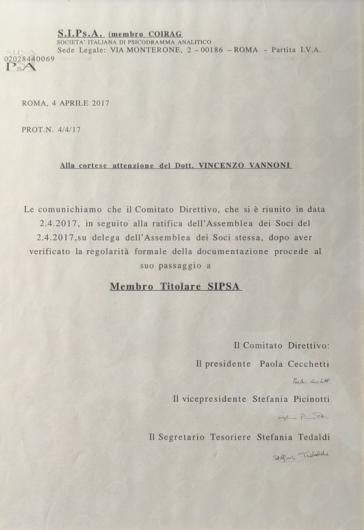 S.I.Ps.A. (membro COIRAG
SOCIETA' ITALIANA DI PSICODRAMMA ANALITICO
Sede Legale: VIA MONTERONE, 2 - 00186 - ROMA - Partita I.V.A.
02028440069
PsA
ROMA, 4 APRILE 2017
PROT.N. 4/4/17
Alla cortese attenzione del Dott. VINCENZO VANNONI
Le comunichiamo che il Comitato Direttivo, che si è riunito in data
2.4.2017, in seguito alla ratifica dell'Assemblea dei Soci del
2.4.2017,su delega dell'Assemblea dei Soci stessa, dopo aver
verificato la regolarità formale della documentazione procede al
suo passaggio a
Membro Titolare SIPSA
Il Comitato Direttivo:
Il presidente Paola Cecchetti
Il vicepresidente Stefania Picinotti
Il Segretario Tesoriere Stefania Tedaldi
Stefania Tedaldi